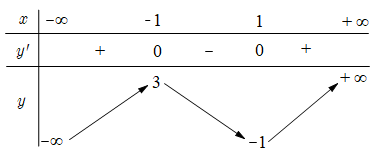 x −∞ -1 1 +∞
y' + 0 − 0 +
3 +∞
y
−∞ −1